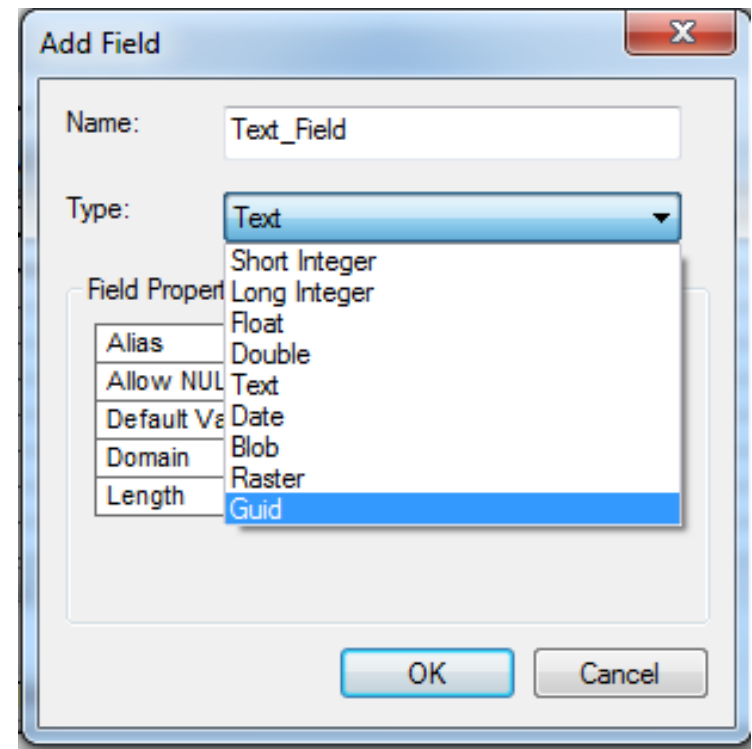 Add Field
Name:
Text_Field
Type:
Text
Short Integer
Long Integer
Float
Double
Text
Date
Blob
Raster
Guid
Field Propert
Alias
Allow NUL
Default Va
Domain
Length
OK
Cancel